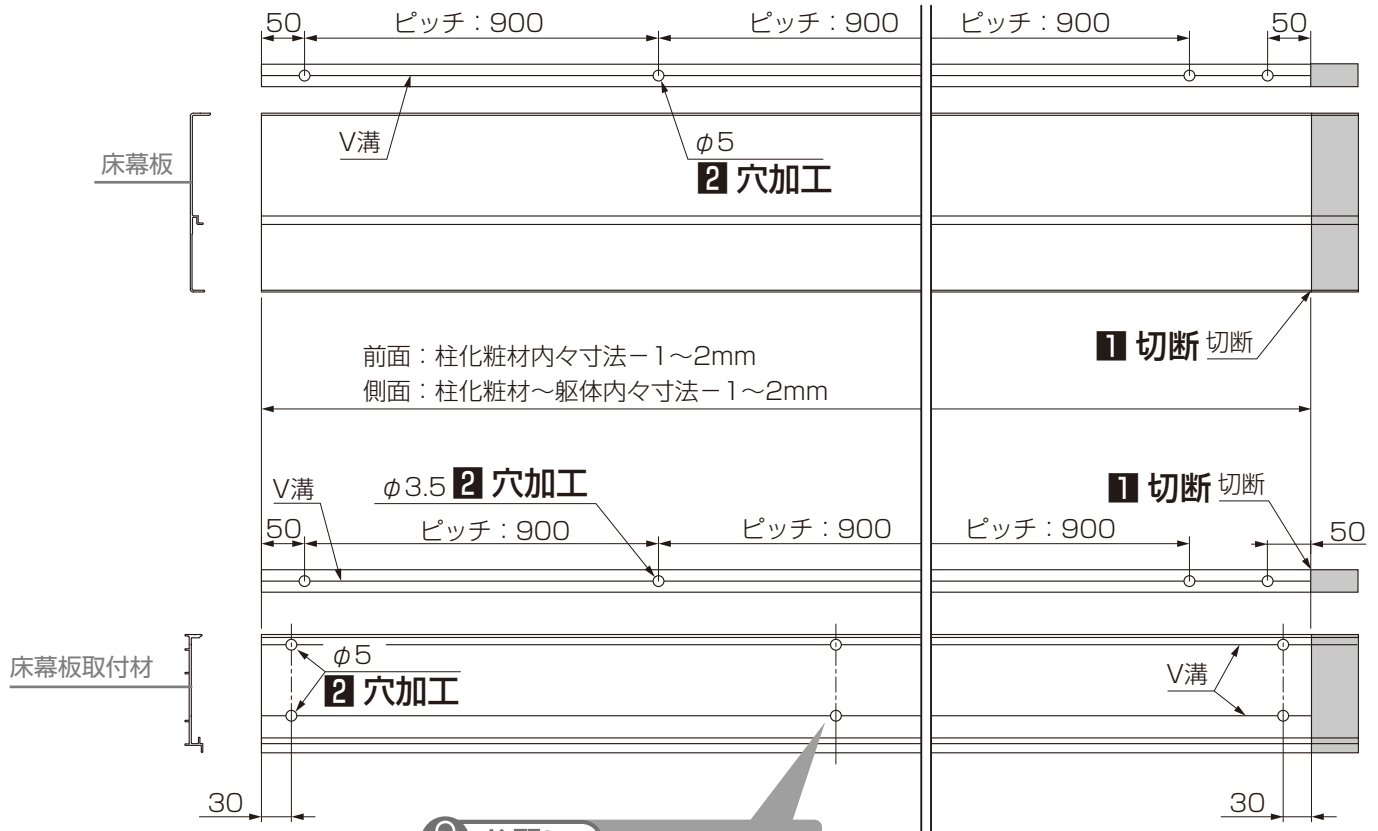 50 ピッチ：900 ピッチ：900 ピッチ：900 50
V溝 φ5
2 穴加工
床幕板
1 切断 切断
前面：柱化粧材内々寸法－1～2mm
側面：柱化粧材～躯体内々寸法－1～2mm
V溝 φ3.5 2 穴加工 1 切断 切断
50 ピッチ：900 ピッチ：900 ピッチ：900 50
床幕板取付材
φ5
2 穴加工
V溝
30 30